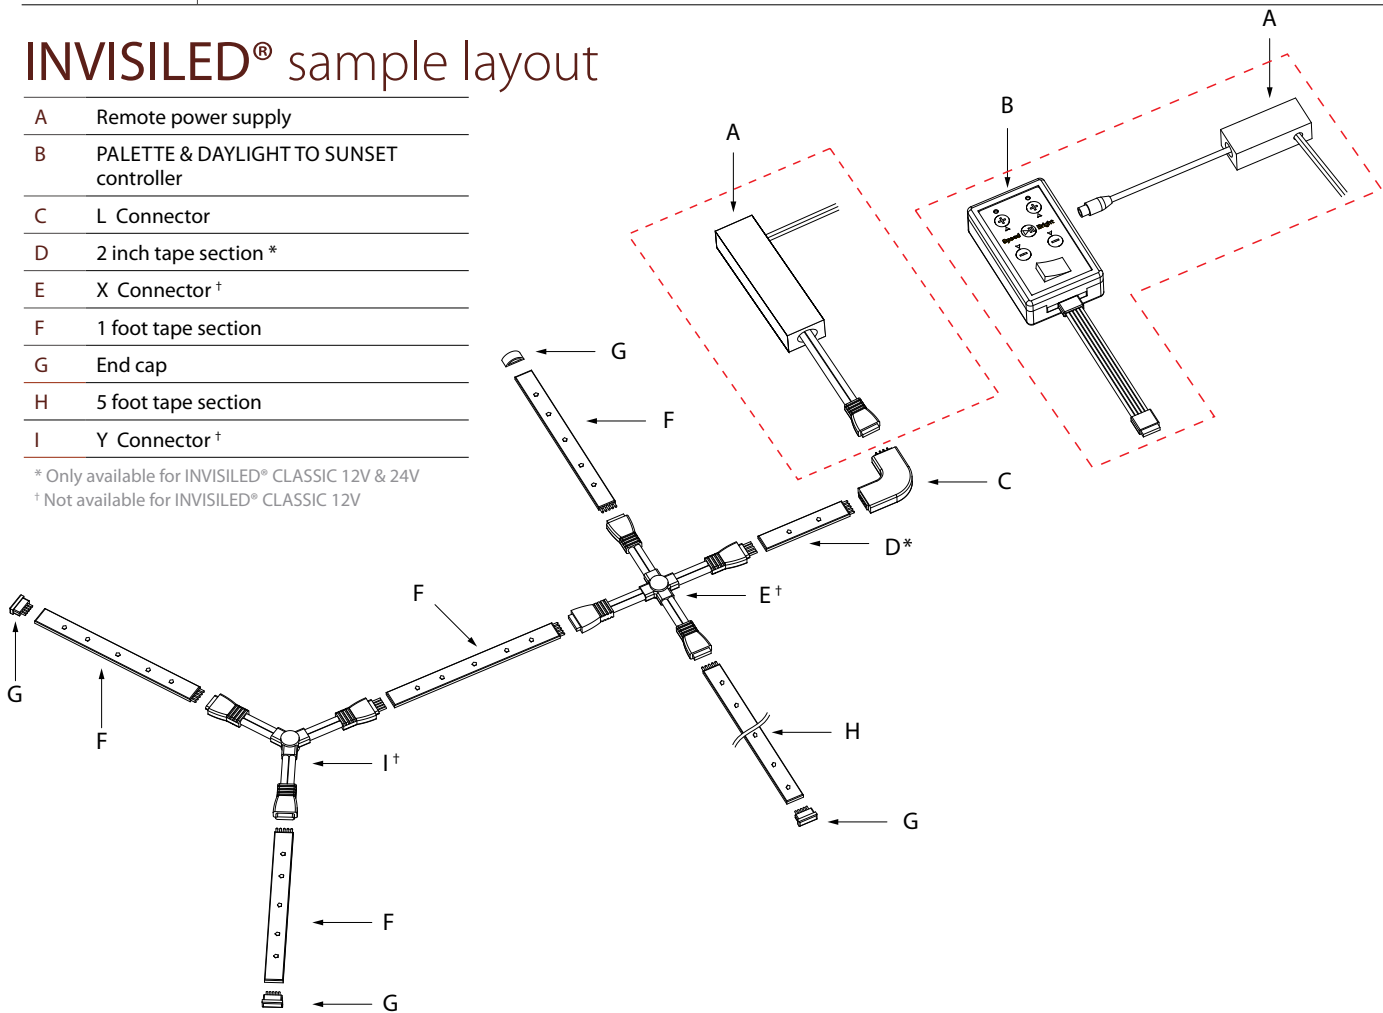 INVISILED® sample layout
A Remote power supply
B PALETTE & DAYLIGHT TO SUNSET
controller
C L Connector
D 2 inch tape section *
E X Connector †
F 1 foot tape section
G End cap
H 5 foot tape section
I Y Connector †
* Only available for INVISILED® CLASSIC 12V & 24V
† Not available for INVISILED® CLASSIC 12V
A
B
A
Speed
Bright
G
F
C
D*
E †
F
G
F
H
I †
G
F
G